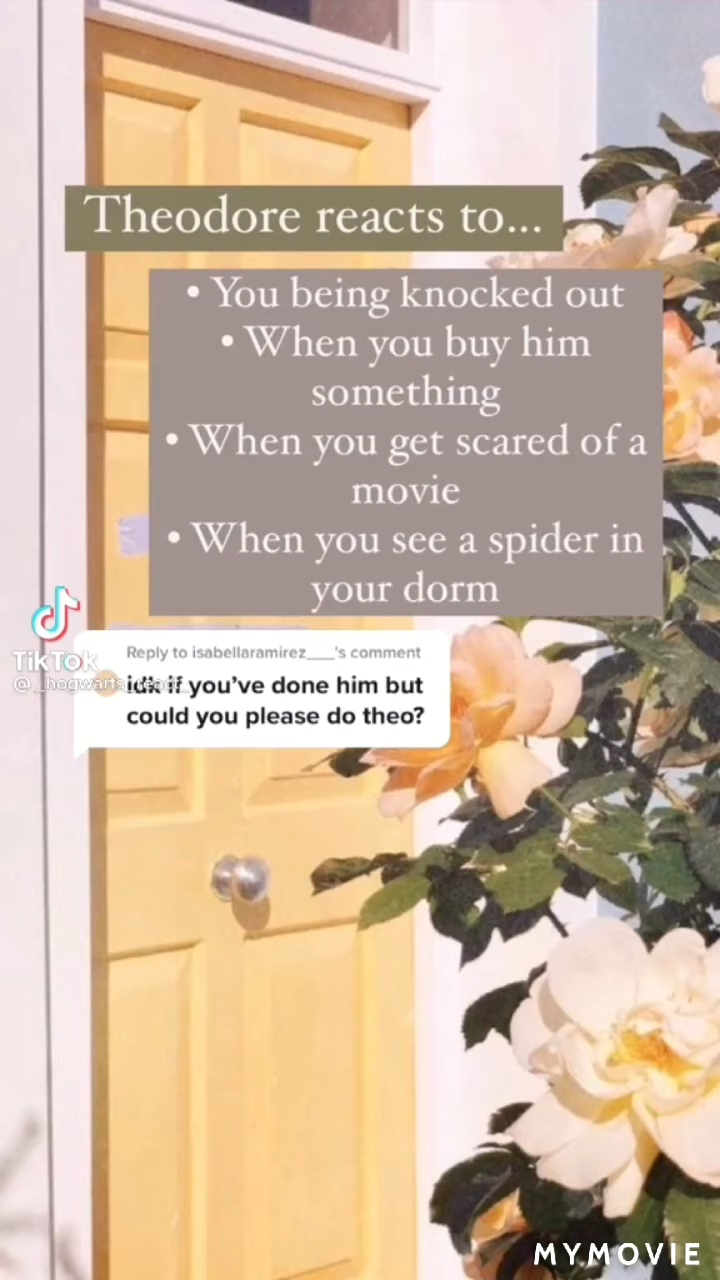 Theodore reacts to...
• You being knocked out
• When you buy him
something
• When you get scared of a
movie
• When you see a spider in
your dorm
TikTok
Reply to isabellaramirez___'s comment
idk if you've done him but
could you please do theo?
MYMOVIE